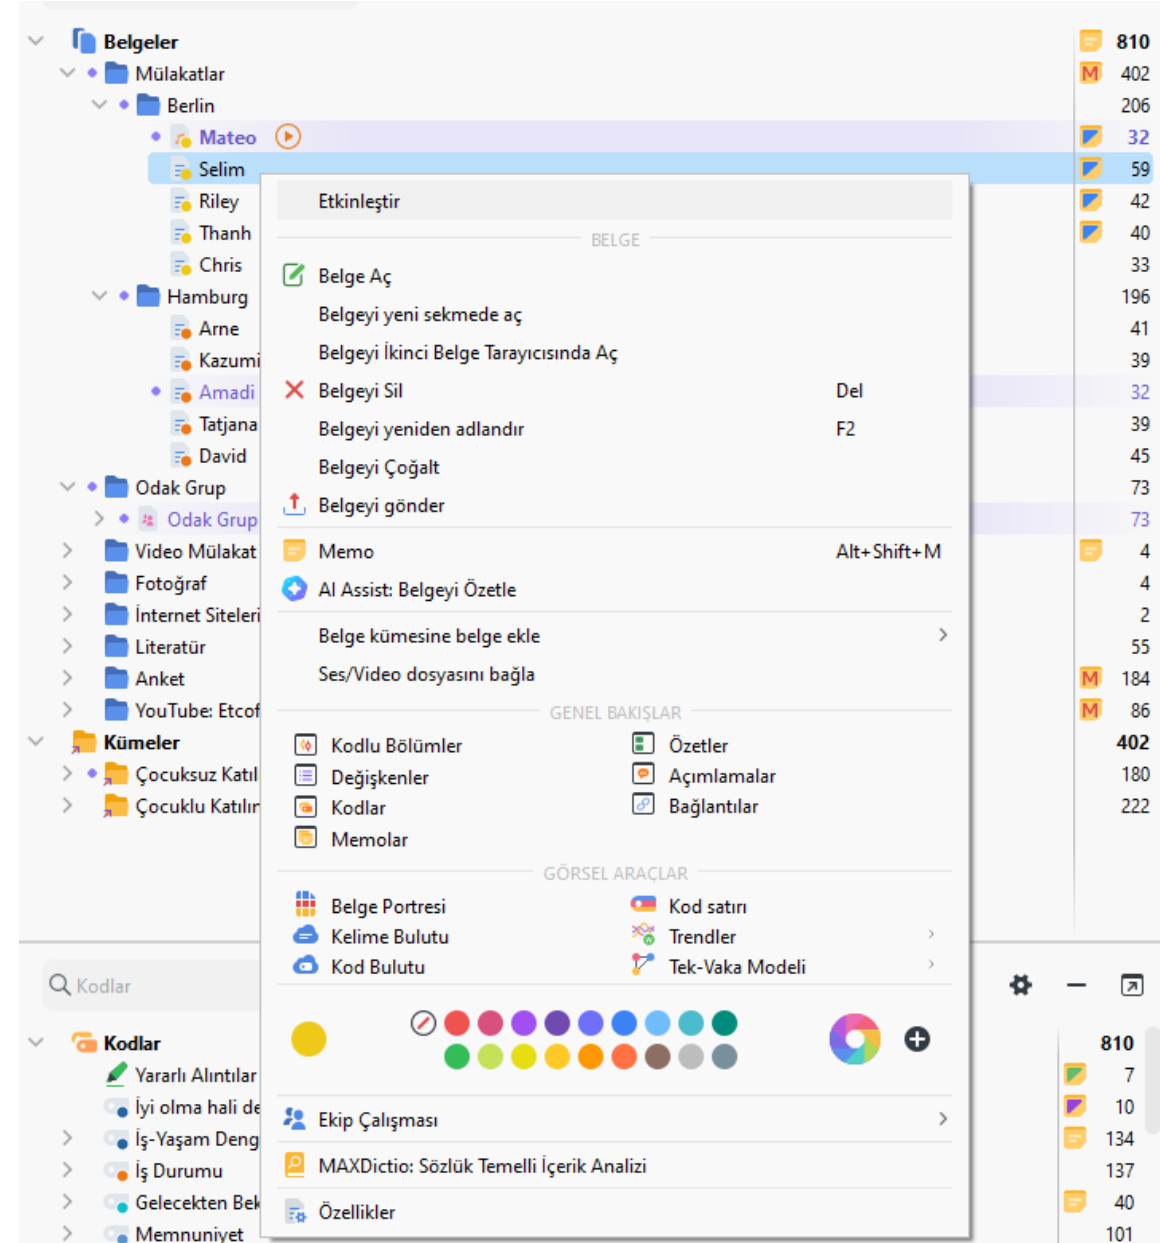 Belgeler 810
Mülakatlar M 402
Berlin 206
Mateo 32
Selim 59
Riley 42
Thanh 40
Chris 33
Hamburg 196
Arne 41
Kazumi 39
Amadi 32
Tatjana 39
David 45
Odak Grup 73
Odak Grup 73
Video Mülakat 4
Fotoğraf 4
İnternet Siteleri 2
Literatür 55
Anket M 184
YouTube: Etcof M 86
Kümeler 402
Çocuksuz Katıl 180
Çocuklu Katılın 222
Etkinleştir
BELGE
Belge Aç
Belgeyi yeni sekmede aç
Belgeyi İkinci Belge Tarayıcısında Aç
Belgeyi Sil Del
Belgeyi yeniden adlandır F2
Belgeyi Çoğalt
Belgeyi gönder
Memo Alt+Shift+M
AI Assist: Belgeyi Özetle
Belge kümesine belge ekle
Ses/Video dosyasını bağla
GENEL BAKIŞLAR
Kodlu Bölümler Özetler
Değişkenler Açımlamalar
Kodlar Bağlantılar
Memolar
GÖRSEL ARAÇLAR
Belge Portresi Kod satırı
Kelime Bulutu Trendler
Kod Bulutu Tek-Vaka Modeli
Ekip Çalışması
MAXDictio: Sözlük Temelli İçerik Analizi
Özellikler
Kodlar
Kodlar 810
Yararlı Alıntılar 7
İyi olma hali de 10
İş-Yaşam Deng 134
İş Durumu 137
Gelecekten Bek 40
Memnuniyet 101